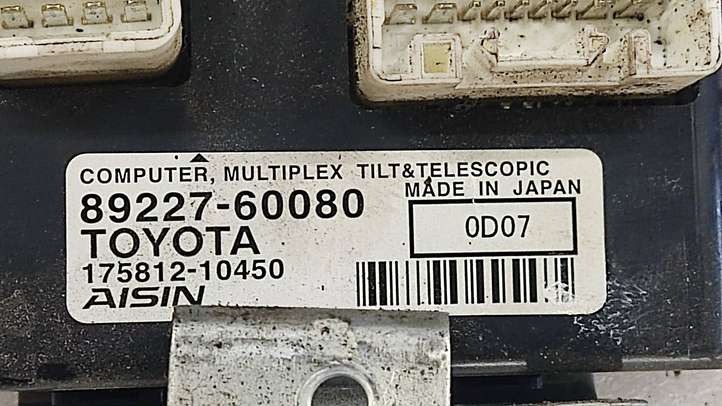 COMPUTER, MULTIPLEX TILT&TELESCOPIC
MADE IN JAPAN
89227-60080
0D07
TOYOTA
175812-10450
AISIN